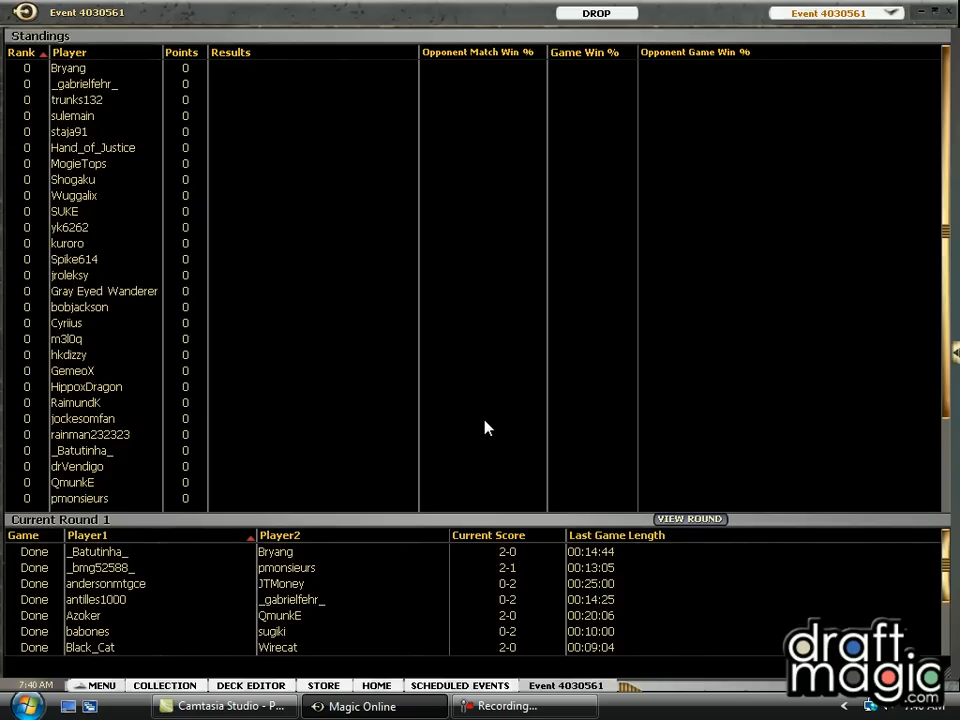 Event 4030561 DROP Event 4030561
Standings
Rank Player Points Results Opponent Match Win % Game Win % Opponent Game Win %
0 Bryang 0
0 _gabrielfehr_ 0
0 trunks132 0
0 sulemain 0
0 staja91 0
0 Hand_of_Justice 0
0 MogieTops 0
0 Shogaku 0
0 Wuggalix 0
0 SUKE 0
0 yk6262 0
0 kuroro 0
0 Spike614 0
0 jroleksy 0
0 Gray Eyed Wanderer 0
0 bobjackson 0
0 Cyriius 0
0 m3l0q 0
0 hkdizzy 0
0 GemeoX 0
0 HippoxDragon 0
0 RaimundK 0
0 jockesomfan 0
0 rainman232323 0
0 _Batutinha_ 0
0 drVendigo 0
0 QmunkE 0
0 pmonsieurs 0
Current Round 1 VIEW ROUND
Game Player1 Player2 Current Score Last Game Length
Done _Batutinha_ Bryang 2-0 00:14:44
Done _bmg52588_ pmonsieurs 2-1 00:13:05
Done andersonmtgce JTMoney 0-2 00:25:00
Done antilles1000 _gabrielfehr_ 0-2 00:14:25
Done Azoker QmunkE 2-0 00:20:06
Done babones sugiki 0-2 00:10:00
Done Black_Cat Wirecat 2-0 00:09:04
draft magic.com
7:40 AM MENU COLLECTION DECK EDITOR STORE HOME SCHEDULED EVENTS Event 4030561
Camtasia Studio - P... Magic Online Recording... 7:40 AM